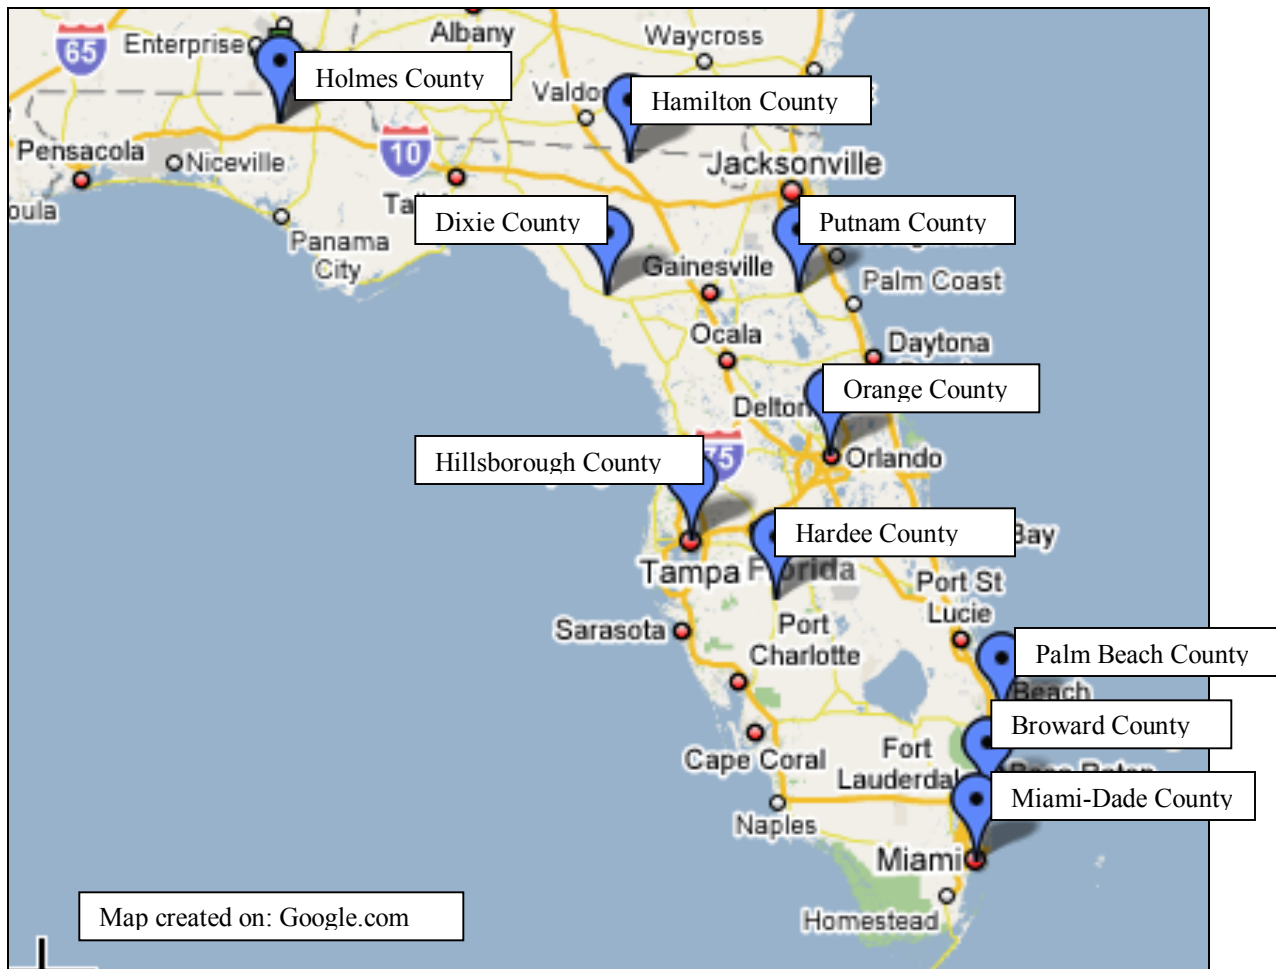 65
Enterprise
Albany
Waycross
Holmes County
Hamilton County
10
Pensacola
Niceville
Jacksonville
Dixie County
Putnam County
Panama
City
Gainesville
Palm Coast
Ocala
Daytona
Orange County
Hillsborough County
75
Orlando
Hardee County
Bay
Tampa
Florida
Port St
Lucie
Sarasota
Port
Charlotte
Palm Beach County
Beach
Broward County
Fort
Lauderdal
Cape Coral
Miami-Dade County
Naples
Miami
Homestead
Map created on: Google.com